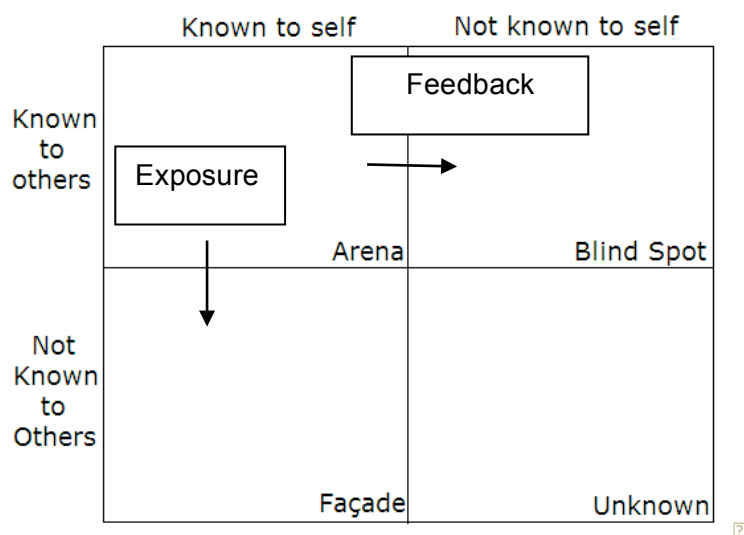 Known to self
Not known to self
Known
to
others
Feedback
Exposure
Arena
Blind Spot
Not
Known
to
Others
Façade
Unknown
?